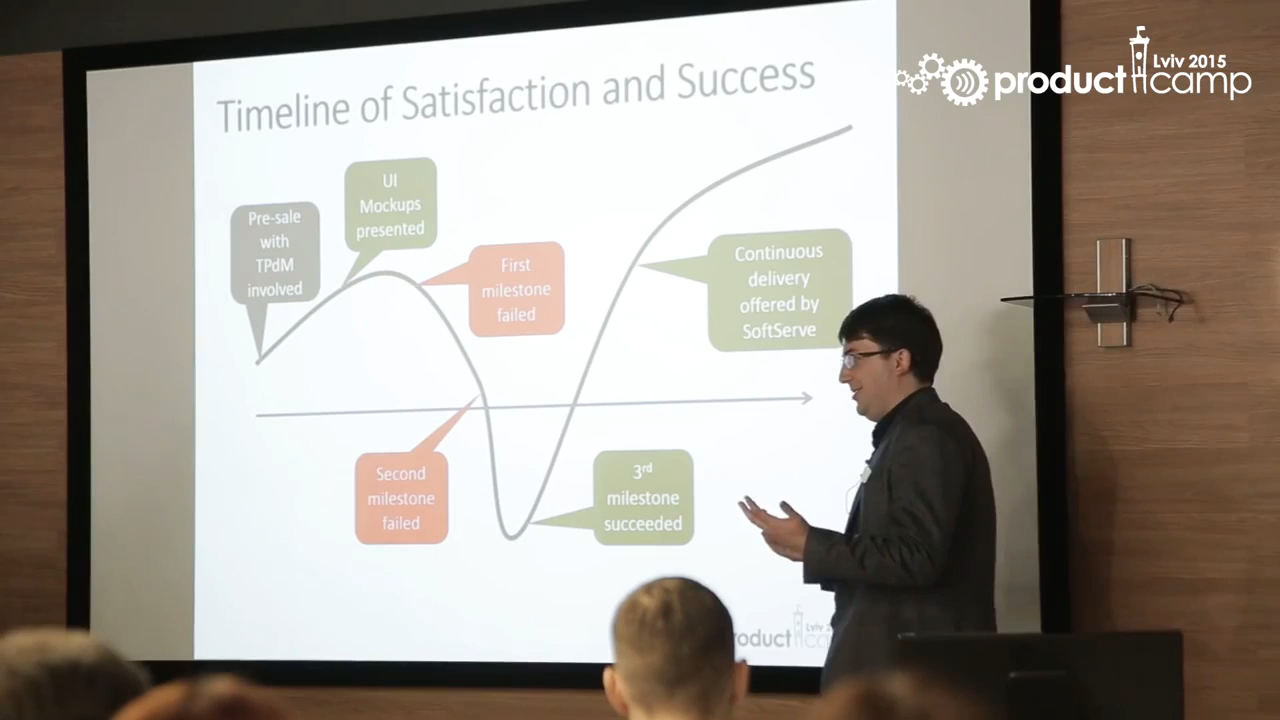 Lviv 2015
product camp
Timeline of Satisfaction and Success
Pre-sale
with
TPdM
involved
UI
Mockups
presented
First
milestone
failed
Continuous
delivery
offered by
SoftServe
Second
milestone
failed
3rd
milestone
succeeded
Lviv